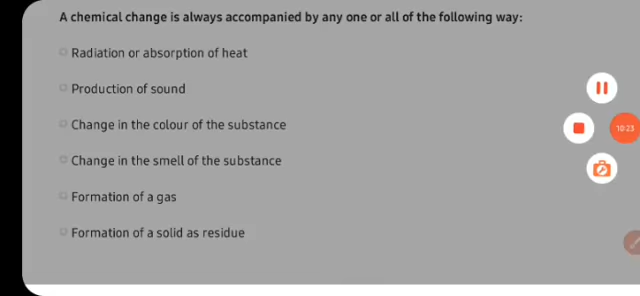 A chemical change is always accompanied by any one or all of the following way:
Radiation or absorption of heat
Production of sound
Change in the colour of the substance
Change in the smell of the substance
Formation of a gas
Formation of a solid as residue
10:23